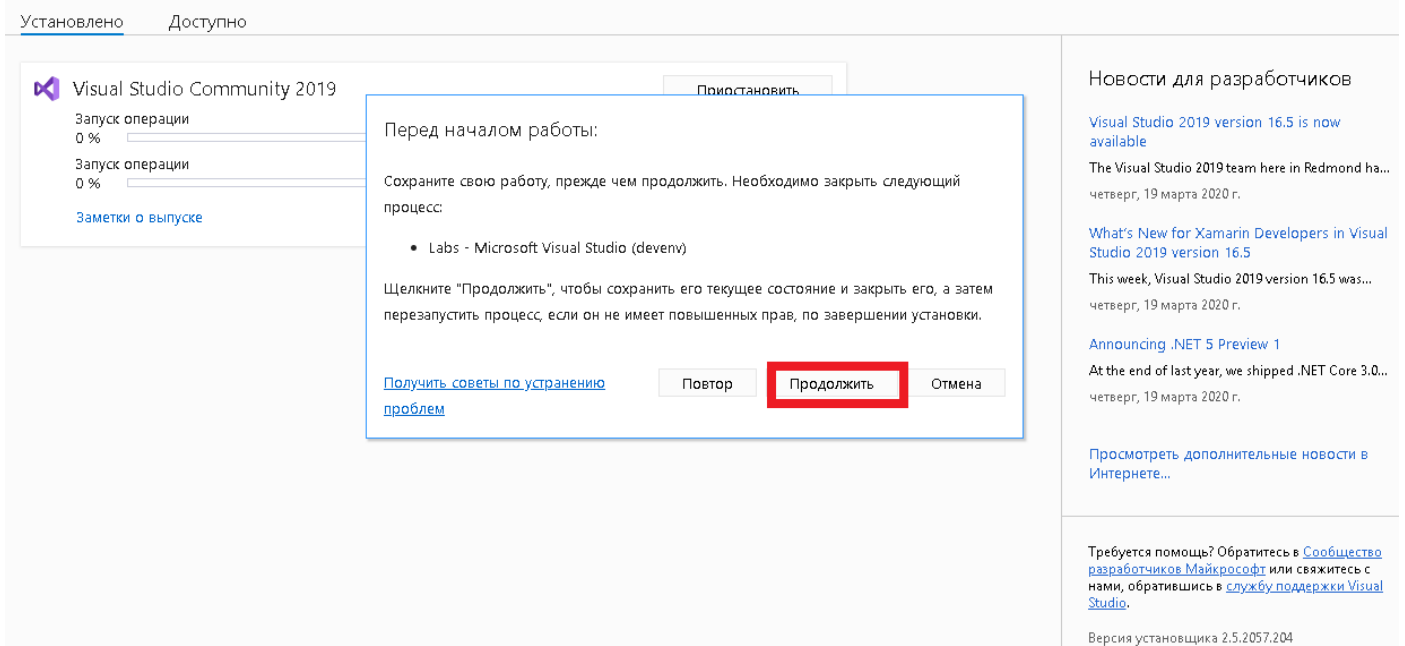 Установлено Доступно
Visual Studio Community 2019
Приостановить
Запуск операции
0 %
Запуск операции
0 %
Заметки о выпуске
Перед началом работы:
Сохраните свою работу, прежде чем продолжить. Необходимо закрыть следующий
процесс:
• Labs - Microsoft Visual Studio (devenv)
Щелкните "Продолжить", чтобы сохранить его текущее состояние и закрыть его, а затем
перезапустить процесс, если он не имеет повышенных прав, по завершении установки.
Получить советы по устранению
проблем
Повтор Продолжить Отмена
Новости для разработчиков
Visual Studio 2019 version 16.5 is now
available
The Visual Studio 2019 team here in Redmond ha...
четверг, 19 марта 2020 г.
What's New for Xamarin Developers in Visual
Studio 2019 version 16.5
This week, Visual Studio 2019 version 16.5 was...
четверг, 19 марта 2020 г.
Announcing .NET 5 Preview 1
At the end of last year, we shipped .NET Core 3.0...
четверг, 19 марта 2020 г.
Просмотреть дополнительные новости в
Интернете...
Требуется помощь? Обратитесь в Сообщество
разработчиков Майкрософт или свяжитесь с
нами, обратившись в службу поддержки Visual
Studio.
Версия установщика 2.5.2057.204